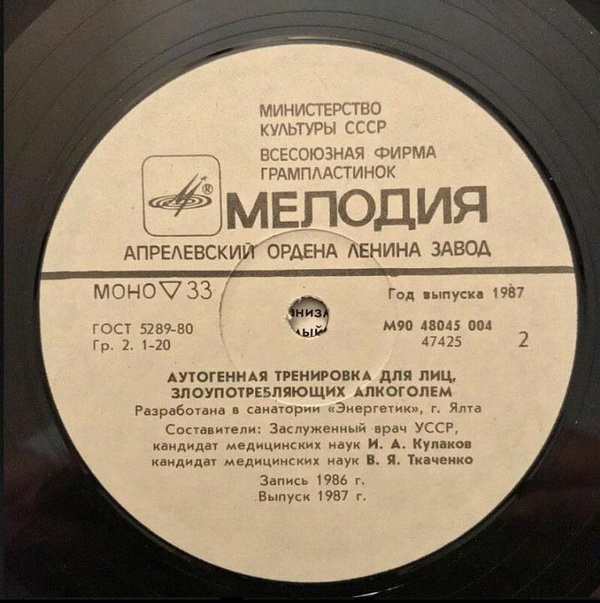 МИНИСТЕРСТВО
КУЛЬТУРЫ СССР
ВСЕСОЮЗНАЯ ФИРМА
ГРАМПЛАСТИНОК
®
МЕЛОДИЯ
АПРЕЛЕВСКИЙ ОРДЕНА ЛЕНИНА ЗАВОД
МОНО ▽ 33
Год выпуска 1987
ГОСТ 5289-80
Гр. 2. 1-20
М90 48045 004
47425
2
АУТОГЕННАЯ ТРЕНИРОВКА ДЛЯ ЛИЦ,
ЗЛОУПОТРЕБЛЯЮЩИХ АЛКОГОЛЕМ
Разработана в санатории «Энергетик», г. Ялта
Составители: Заслуженный врач УССР,
кандидат медицинских наук И. А. Кулаков
кандидат медицинских наук В. Я. Ткаченко
Запись 1986 г.
Выпуск 1987 г.